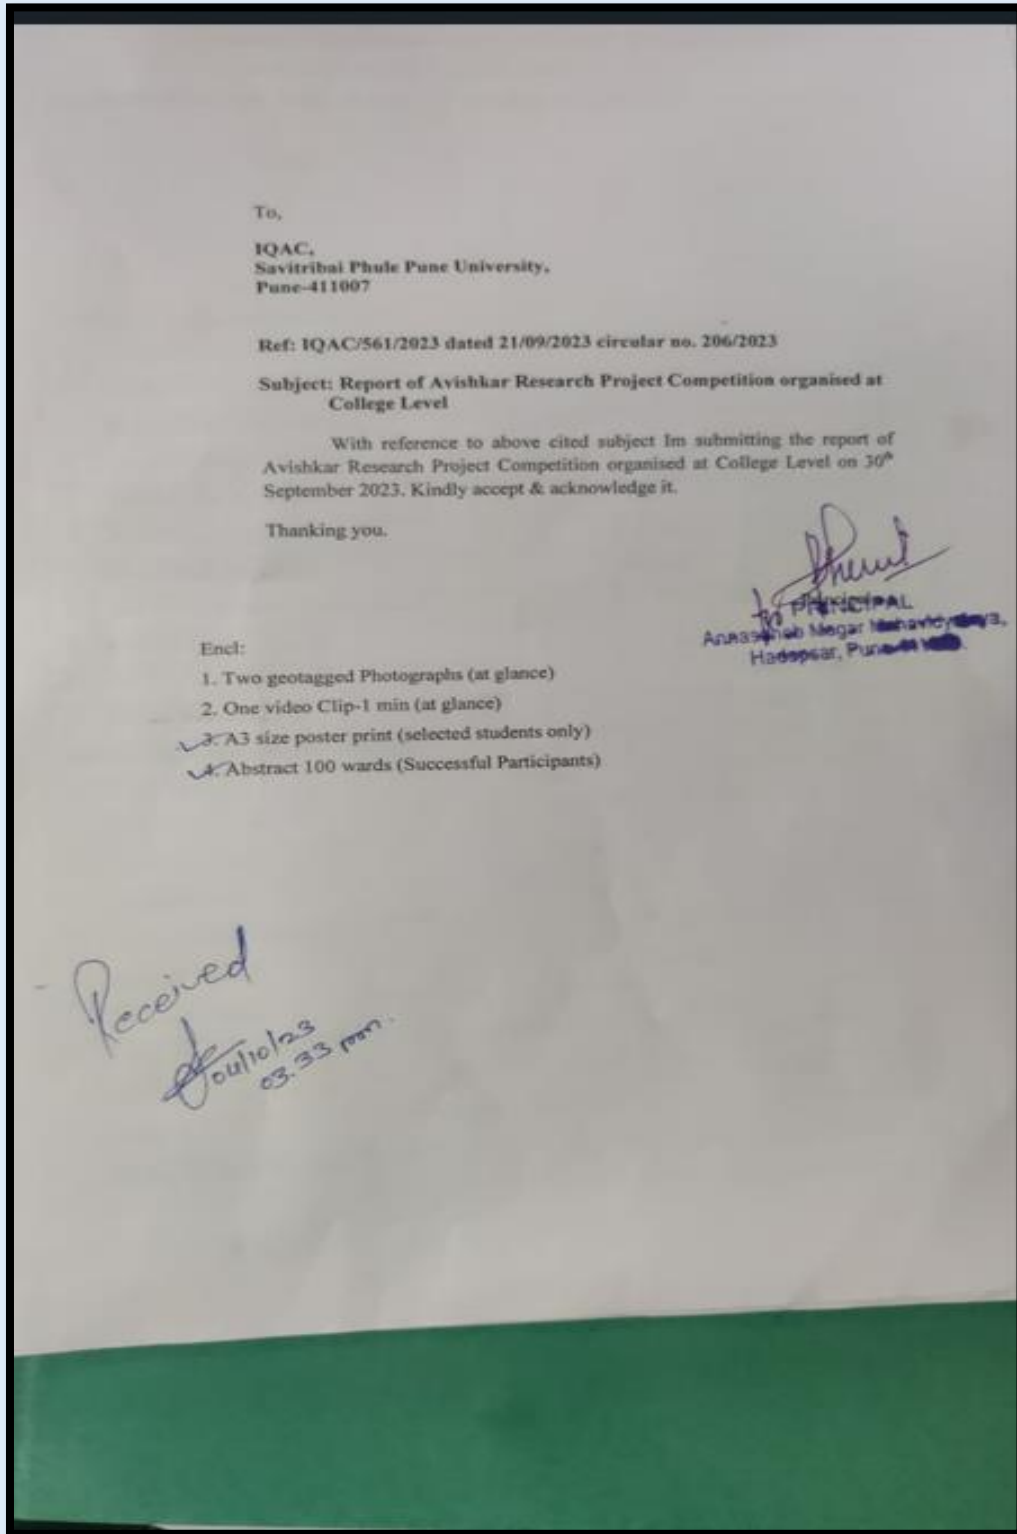 To,
IQAC,
Savitribai Phule Pune University,
Pune-411007
Ref: IQAC/561/2023 dated 21/09/2023 circular no. 206/2023
Subject: Report of Avishkar Research Project Competition organised at
College Level
With reference to above cited subject Im submitting the report of
Avishkar Research Project Competition organised at College Level on 30th
September 2023. Kindly accept & acknowledge it.
Thanking you.
PRINCIPAL
Annasaheb Magar Mahavidyalaya,
Hadapsar, Pune
Encl:
1. Two geotagged Photographs (at glance)
2. One video Clip-1 min (at glance)
3. A3 size poster print (selected students only)
4. Abstract 100 wards (Successful Participants)
Received
04/10/23
03.33 pm.